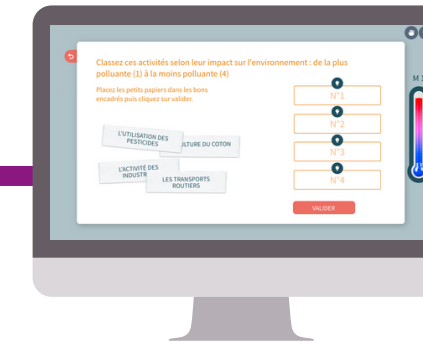 Classez ces activités selon leur impact sur l'environnement : de la plus
polluante (1) à la moins polluante (4)
Placez les petits papiers dans les bons
encadrés puis cliquez sur valider.
L'UTILISATION DES
PESTICIDES
ULTURE DU COTON
L'ACTIVITÉ DES
INDUSTR
LES TRANSPORTS
ROUTIERS
N°1
N°2
N°3
N°4
VALIDER